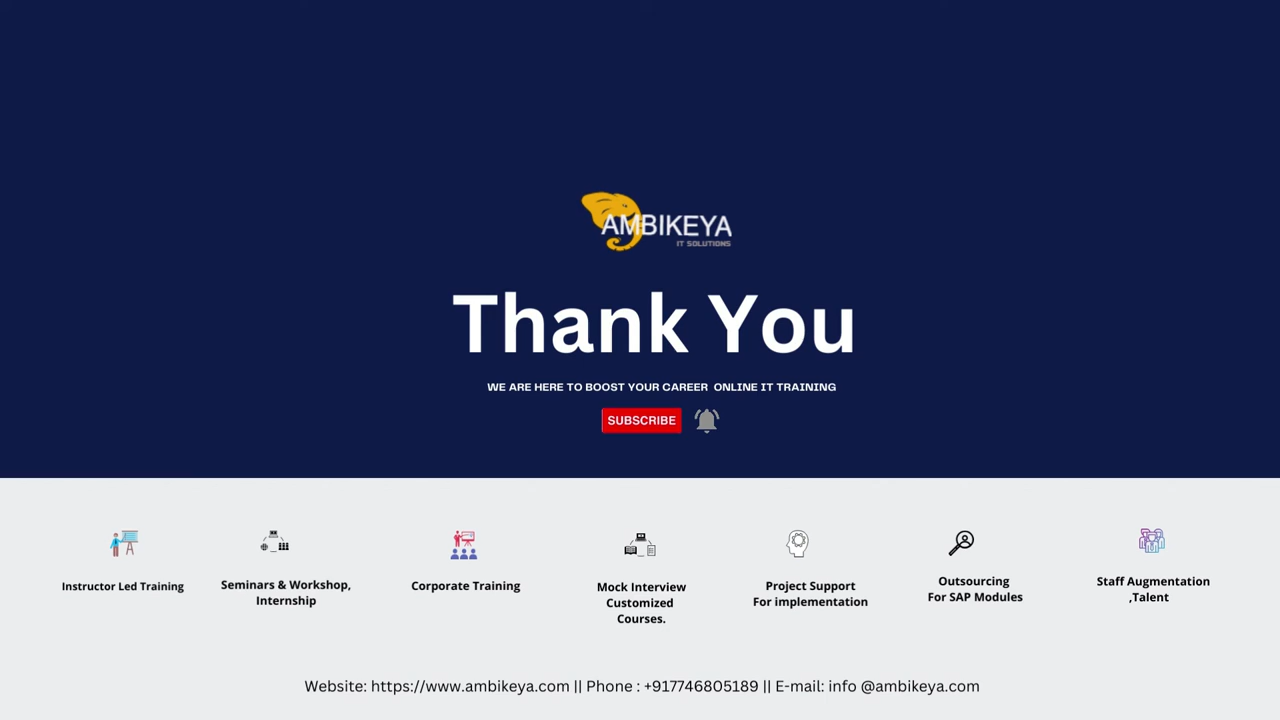 AMBIKEYA
IT SOLUTIONS
Thank You
WE ARE HERE TO BOOST YOUR CAREER ONLINE IT TRAINING
SUBSCRIBE
Instructor Led Training
Seminars & Workshop,
Internship
Corporate Training
Mock Interview
Customized
Courses.
Project Support
For implementation
Outsourcing
For SAP Modules
Staff Augmentation
,Talent
Website: https://www.ambikeya.com || Phone : +917746805189 || E-mail: info @ambikeya.com